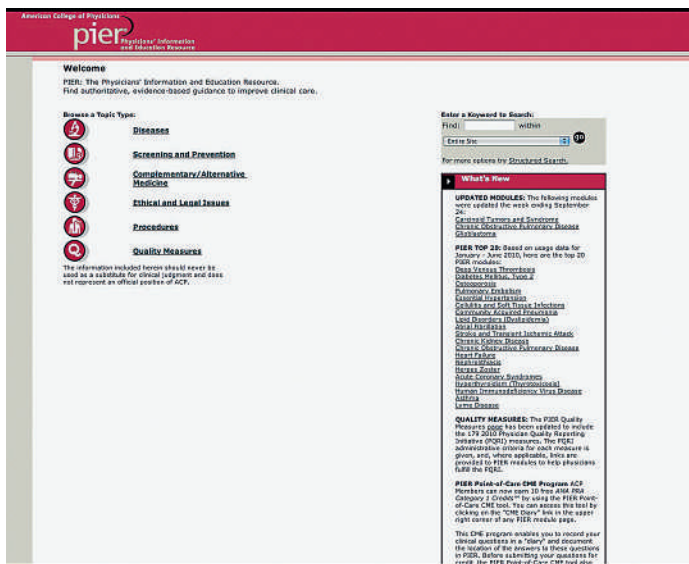 American College of Physicians
pier
Physicians' Information
and Education Resource
Welcome
PIER: The Physicians' Information and Education Resource.
Find authoritative, evidence-based guidance to improve clinical care.
Browse a Topic Type:
Diseases
Screening and Prevention
Complementary/Alternative
Medicine
Ethical and Legal Issues
Procedures
Quality Measures
The information included herein should never be
used as a substitute for clinical judgment and does
not represent an official position of ACP.
Enter a Keyword to Search:
Find: within
Entire Site
go
For more options try Structured Search.
What's New
UPDATED MODULES: The following modules
were updated the week ending September
24:
Carcinoid Tumors and Syndrome
Chronic Obstructive Pulmonary Disease
Glioblastoma
PIER TOP 20: Based on usage data for
January - June 2010, here are the top 20
PIER modules:
Deep Venous Thrombosis
Diabetes Mellitus, Type 2
Osteoporosis
Pulmonary Embolism
Essential Hypertension
Cellulitis and Soft Tissue Infections
Community Acquired Pneumonia
Lipid Disorders (Dyslipidemia)
Atrial Fibrillation
Stroke and Transient Ischemic Attack
Chronic Kidney Disease
Chronic Obstructive Pulmonary Disease
Heart Failure
Nephrolithiasis
Herpes Zoster
Acute Coronary Syndromes
Hyperthyroidism (Thyrotoxicosis)
Human Immunodeficiency Virus Disease
Asthma
Lyme Disease
QUALITY MEASURES: The PIER Quality
Measures page has been updated to include
the 179 2010 Physician Quality Reporting
Initiative (PQRI) measures. The PQRI
administrative criteria for each measure is
given, and, where applicable, links are
provided to PIER modules to help physicians
fulfill the PQRI.
PIER Point-of-Care CME Program ACP
Members can now earn 10 free AMA PRA
Category 1 Credits™ by using the PIER Point-
of-Care CME tool. You can access this tool by
clicking on the "CME Diary" link in the upper
right corner of any PIER module page.
This CME program enables you to record your
clinical questions in a "diary" and document
the location of the answers to these questions
in PIER. Before submitting your questions for
credit, the PIER Point-of-Care CME tool also